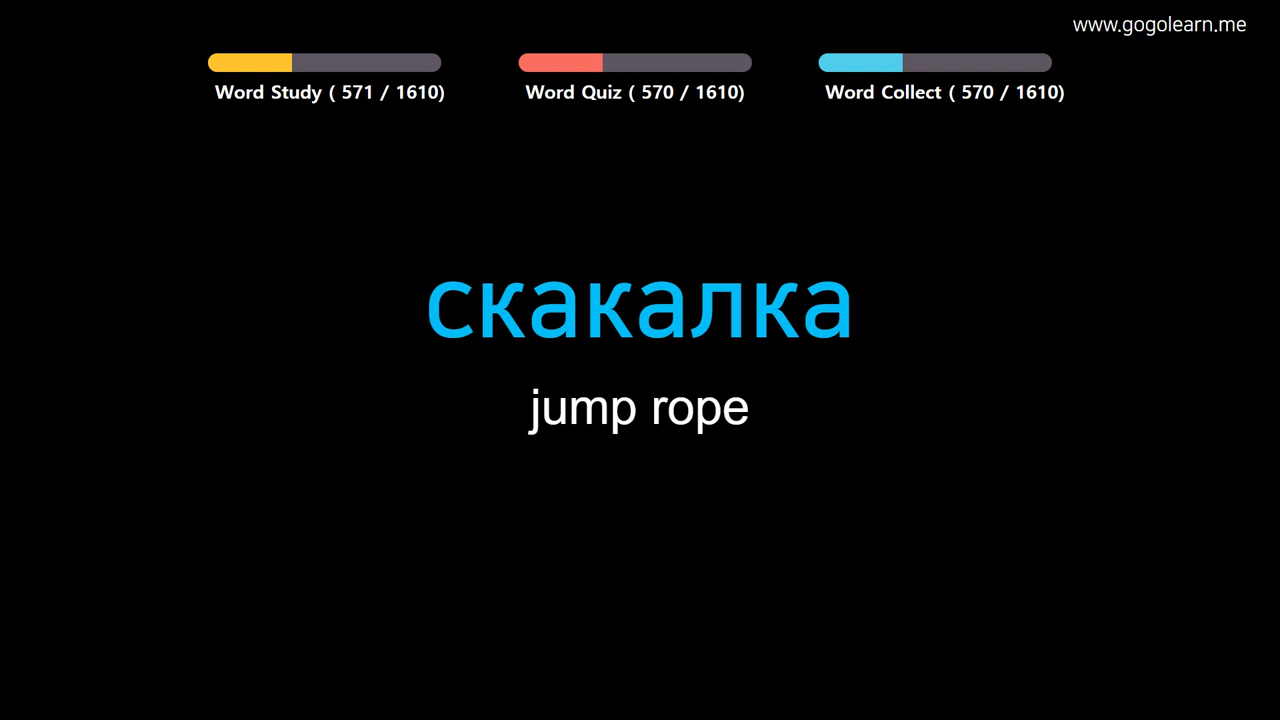 www.gogolearn.me
Word Study ( 571 / 1610)
Word Quiz ( 570 / 1610)
Word Collect ( 570 / 1610)
скакалка
jump rope